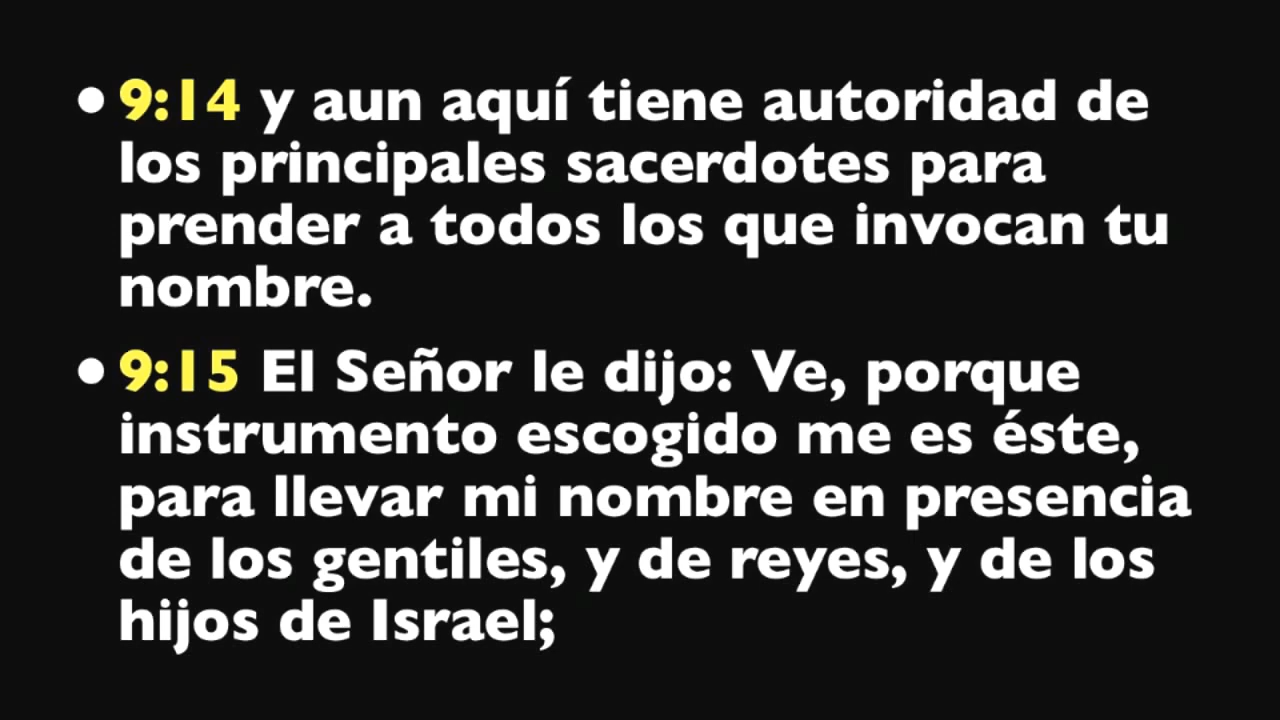 • 9:14 y aun aquí tiene autoridad de
los principales sacerdotes para
prender a todos los que invocan tu
nombre.
• 9:15 El Señor le dijo: Ve, porque
instrumento escogido me es éste,
para llevar mi nombre en presencia
de los gentiles, y de reyes, y de los
hijos de Israel;